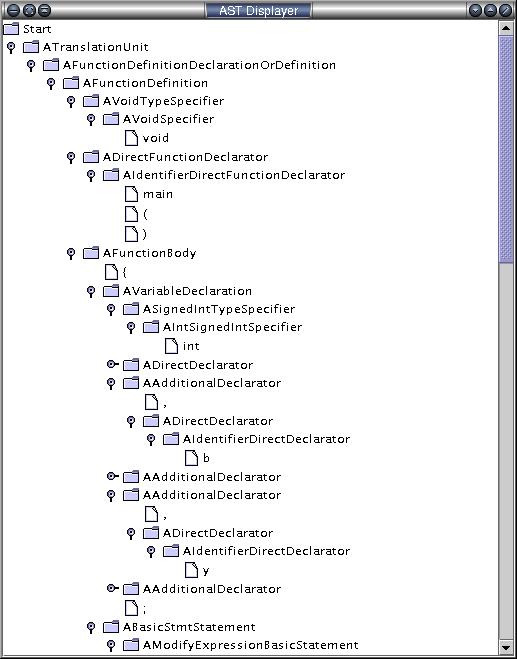 AST Displayer
Start
ATranslationUnit
AFunctionDefinitionDeclarationOrDefinition
AFunctionDefinition
AVoidTypeSpecifier
AVoidSpecifier
void
ADirectFunctionDeclarator
AIdentifierDirectFunctionDeclarator
main
(
)
AFunctionBody
{
AVariableDeclaration
ASignedIntTypeSpecifier
AIntSignedIntSpecifier
int
ADirectDeclarator
AAdditionalDeclarator
,
ADirectDeclarator
AIdentifierDirectDeclarator
b
AAdditionalDeclarator
AAdditionalDeclarator
,
ADirectDeclarator
AIdentifierDirectDeclarator
y
AAdditionalDeclarator
;
ABasicStmtStatement
AModifyExpressionBasicStatement